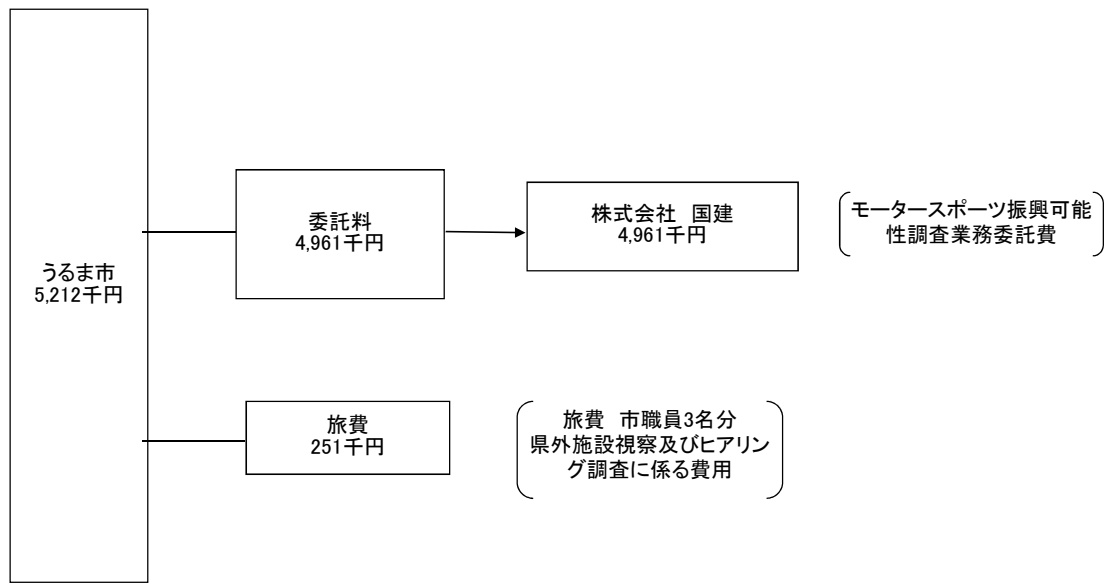 うるま市
5,212千円
委託料
4,961千円
株式会社 国建
4,961千円
モータースポーツ振興可能
性調査業務委託費
旅費
251千円
旅費 市職員3名分
県外施設視察及びヒアリン
グ調査に係る費用